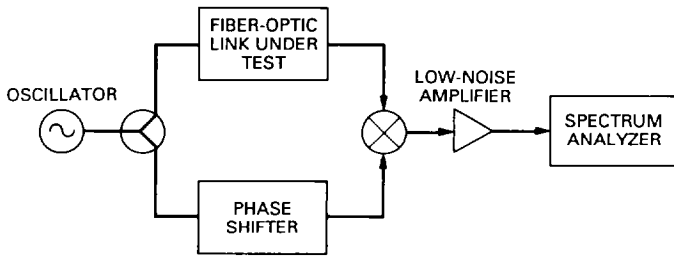 FIBER-OPTIC
LINK UNDER
TEST
OSCILLATOR
LOW-NOISE
AMPLIFIER
SPECTRUM
ANALYZER
PHASE
SHIFTER